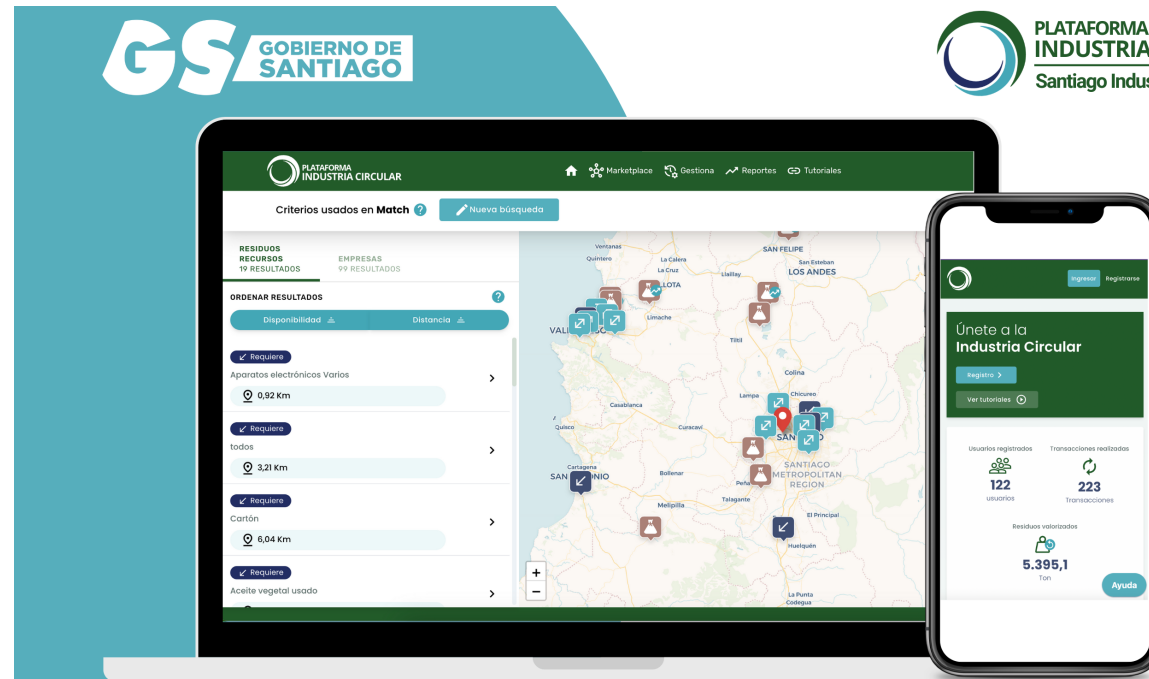 GS GOBIERNO DE
SANTIAGO
PLATAFORMA
INDUSTRIA
Santiago
PLATAFORMA
INDUSTRIA CIRCULAR
Marketplace Gestiona Reportes Tutoriales
Criterios usados en Match ? Nueva búsqueda
RESIDUOS
RECURSOS
19 RESULTADOS
EMPRESAS
99 RESULTADOS
ORDENAR RESULTADOS ?
Disponibilidad Distancia
Requiere
Aparatos electrónicos Varios
0,92 Km
Requiere
todos
3,21 Km
Requiere
Cartón
6,04 Km
Requiere
Aceite vegetal usado
Ventanas
SAN FELIPE
Quintero
La Calera
San Esteban
La Cruz
Llaillay
LOS ANDES
LOTA
Limache
VAL
Tiltil
Colina
Lampa
Chicureo
Casablanca
Quisco
Curacaví
SAN
SANTIAGO
METROPOLITAN
REGION
Cartagena
SAN NIO
Bollenar
Talagante
Melipilla
El Principal
Huelquén
La Punta
Codegua
+
−
Ingresar Registrarse
Únete a la
Industria Circular
Registro >
Ver tutoriales
Usuarios registrados
122
usuarios
Transacciones realizadas
223
Transacciones
Residuos valorizados
5.395,1
Ton
Ayuda